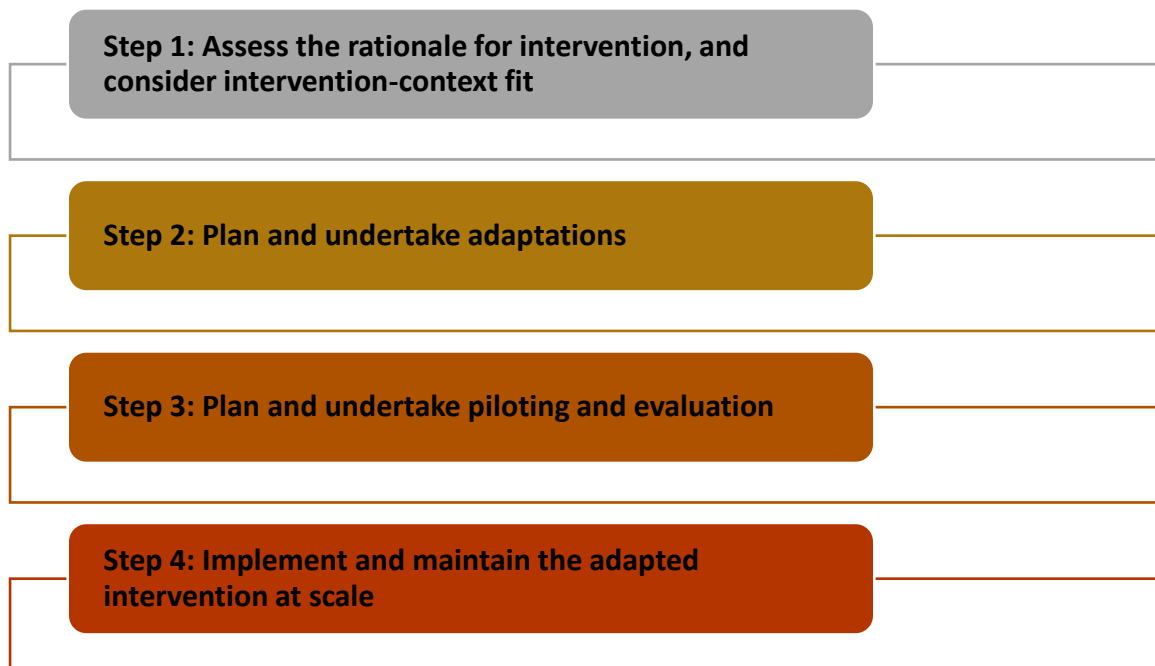 Step 1: Assess the rationale for intervention, and
consider intervention-context fit
Step 2: Plan and undertake adaptations
Step 3: Plan and undertake piloting and evaluation
Step 4: Implement and maintain the adapted
intervention at scale